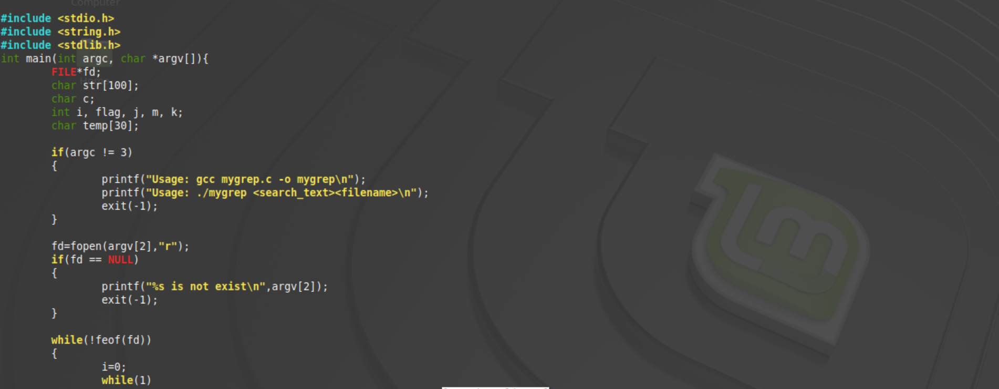 Computer
#include <stdio.h>
#include <string.h>
#include <stdlib.h>
int main(int argc, char *argv[]){
FILE*fd;
char str[100];
Home
char c;
int i, flag, j, m, k;
char temp[30];
if(argc != 3)
{
printf("Usage: gcc mygrep.c -o mygrep\n");
printf("Usage: ./mygrep <search_text><filename>\n");
exit(-1);
}
fd=fopen(argv[2],"r");
if(fd == NULL)
{
printf("%s is not exist\n",argv[2]);
exit(-1);
}
while(!feof(fd))
{
i=0;
while(1)